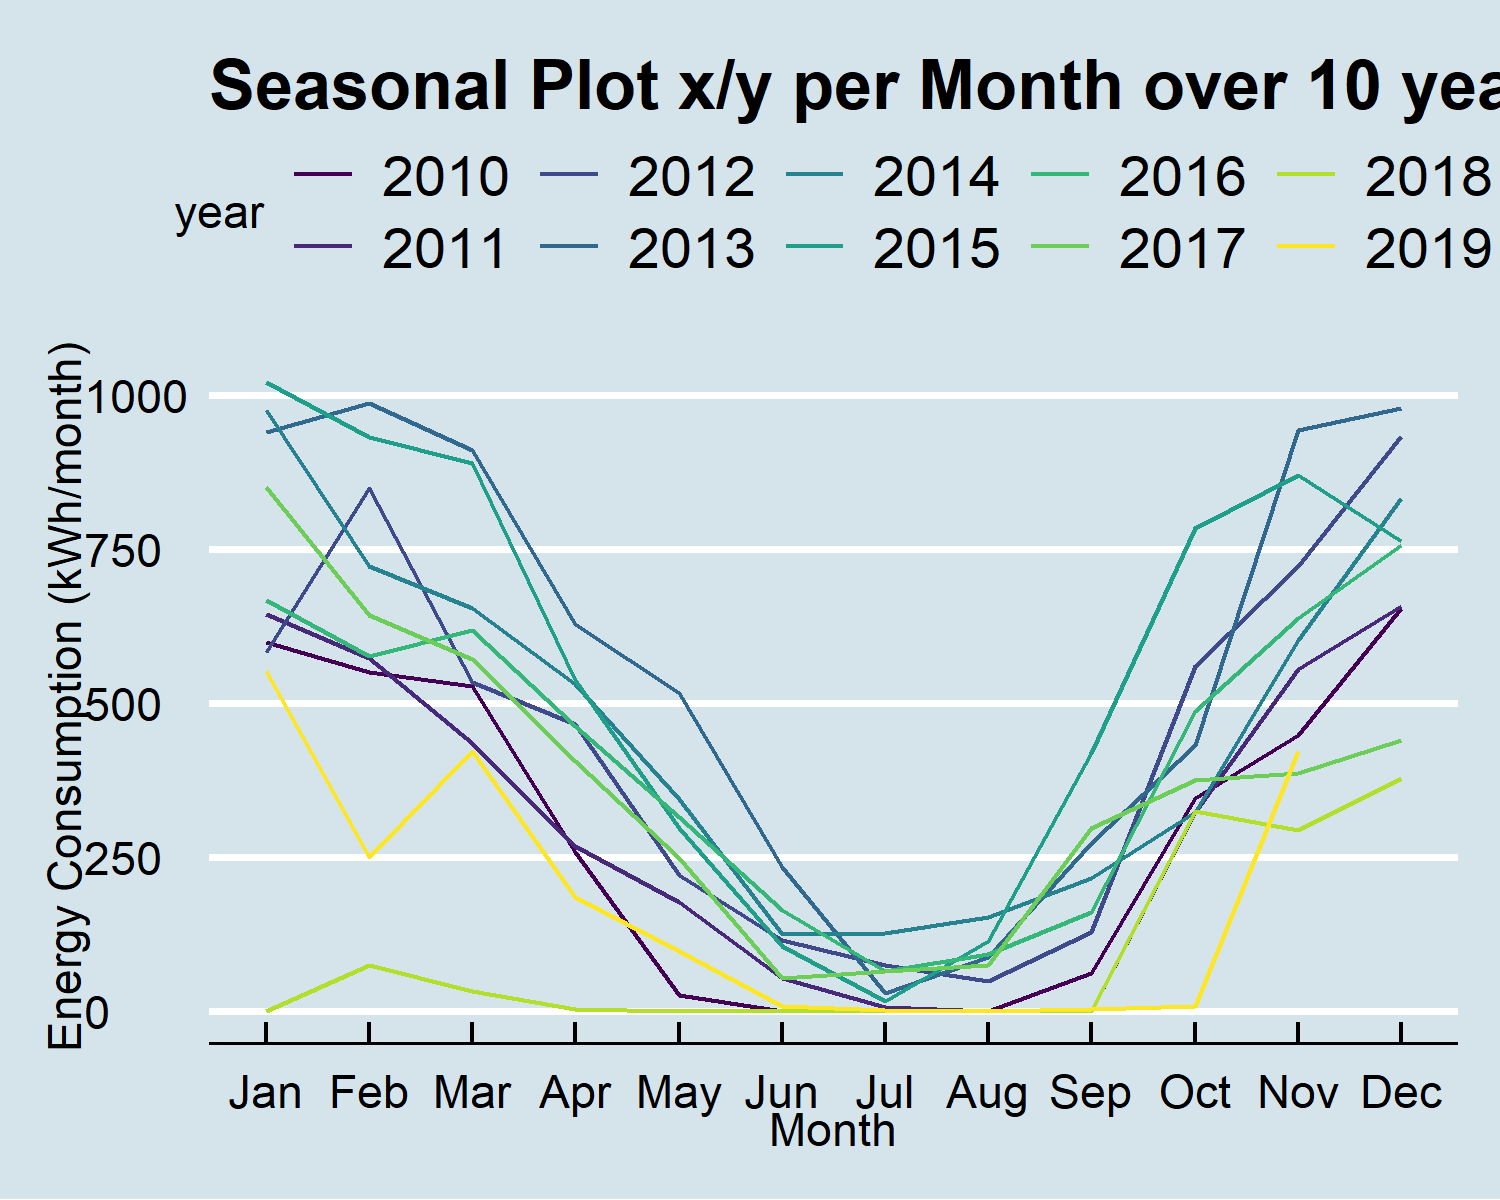 Seasonal Plot x/y per Month over 10 yea
year
2010 2012 2014 2016 2018
2011 2013 2015 2017 2019
Energy Consumption (kWh/month)
1000
750
500
250
0
Jan Feb Mar Apr May Jun Jul Aug Sep Oct Nov Dec
Month